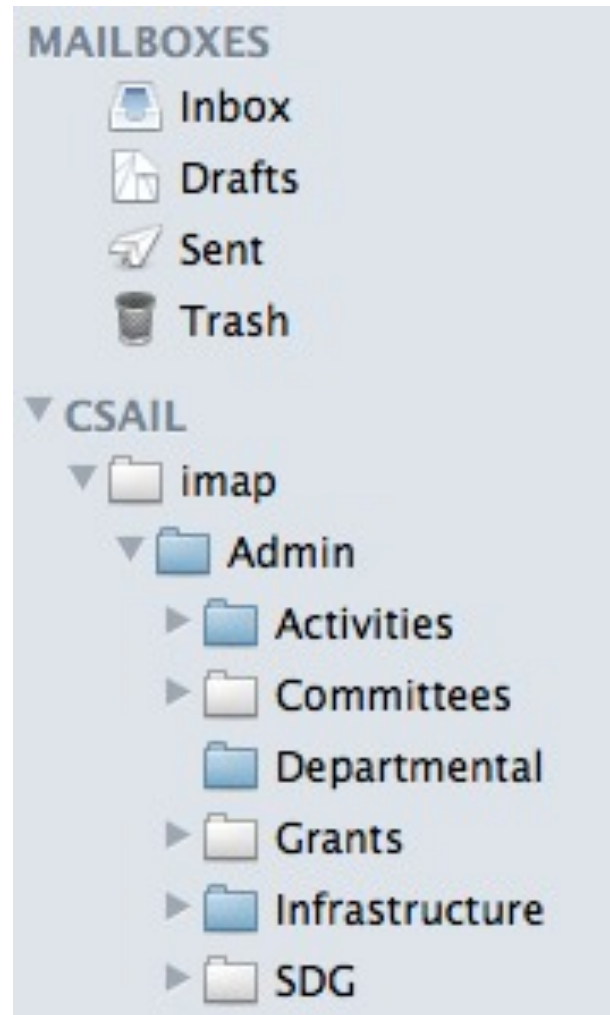 MAILBOXES
Inbox
Drafts
Sent
Trash
CSAIL
imap
Admin
Activities
Committees
Departmental
Grants
Infrastructure
SDG